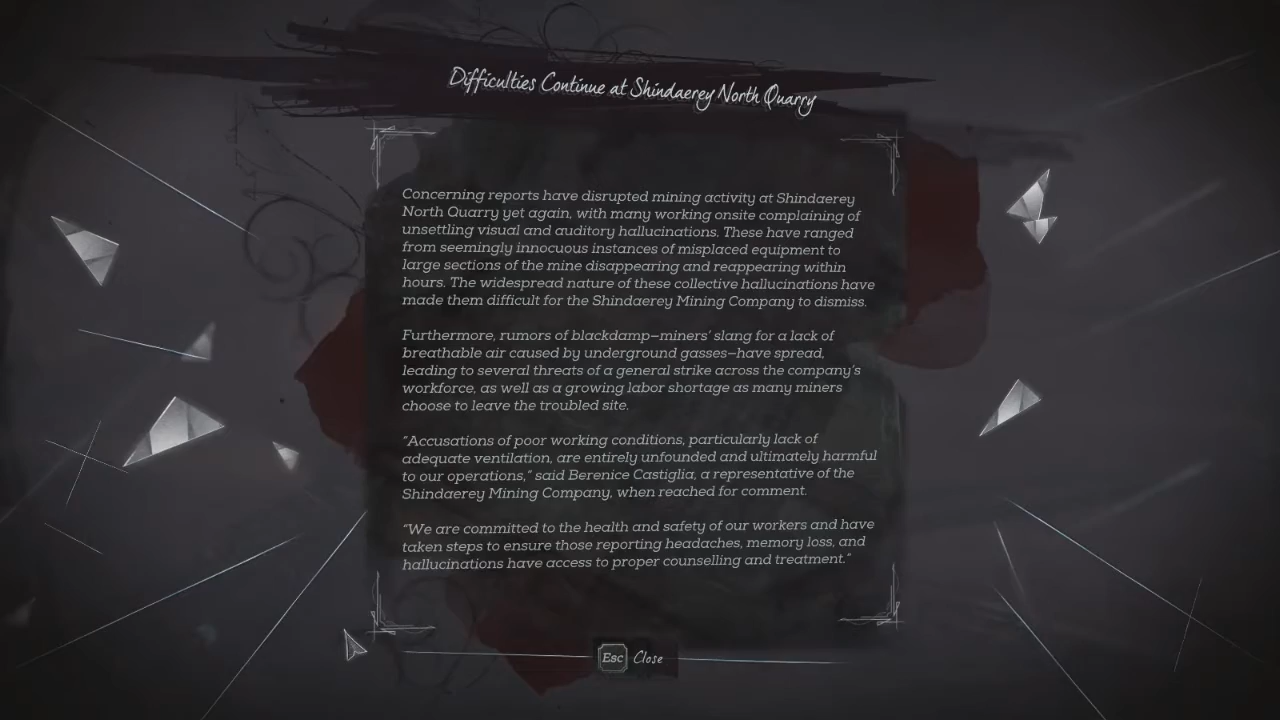 Difficulties Continue at Shindaerey North Quarry
Concerning reports have disrupted mining activity at Shindaerey
North Quarry yet again, with many working onsite complaining of
unsettling visual and auditory hallucinations. These have ranged
from seemingly innocuous instances of misplaced equipment to
large sections of the mine disappearing and reappearing within
hours. The widespread nature of these collective hallucinations have
made them difficult for the Shindaerey Mining Company to dismiss.
Furthermore, rumors of blackdamp—miners' slang for a lack of
breathable air caused by underground gasses—have spread,
leading to several threats of a general strike across the company's
workforce, as well as a growing labor shortage as many miners
choose to leave the troubled site.
"Accusations of poor working conditions, particularly lack of
adequate ventilation, are entirely unfounded and ultimately harmful
to our operations," said Berenice Castiglia, a representative of the
Shindaerey Mining Company, when reached for comment.
"We are committed to the health and safety of our workers and have
taken steps to ensure those reporting headaches, memory loss, and
hallucinations have access to proper counselling and treatment."
Esc Close